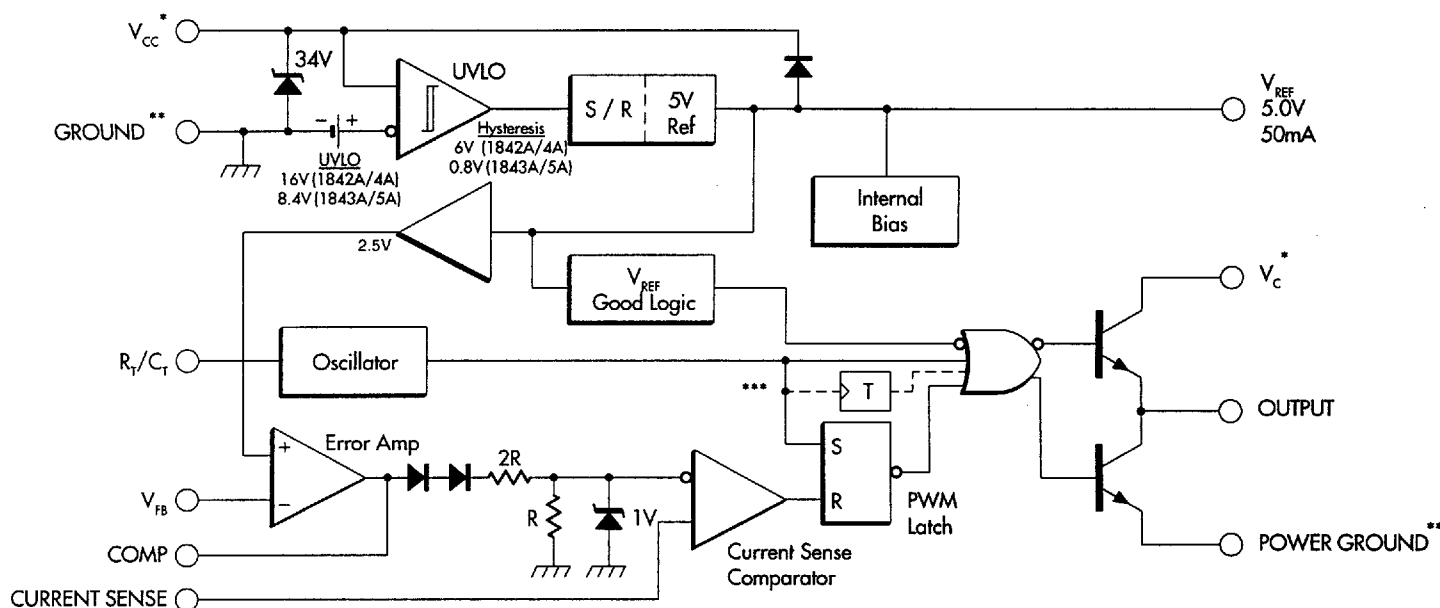 V_CC*
34V
UVLO
GROUND**
− +
UVLO
16V (1842A/4A)
8.4V (1843A/5A)
Hysteresis
6V (1842A/4A)
0.8V (1843A/5A)
S / R
5V
Ref
V_REF
5.0V
50mA
Internal
Bias
2.5V
V_REF
Good Logic
V_C*
R_T/C_T
Oscillator
***
T
OUTPUT
Error Amp
+
−
2R
R
1V
S
R
PWM
Latch
V_FB
COMP
Current Sense
Comparator
POWER GROUND**
CURRENT SENSE